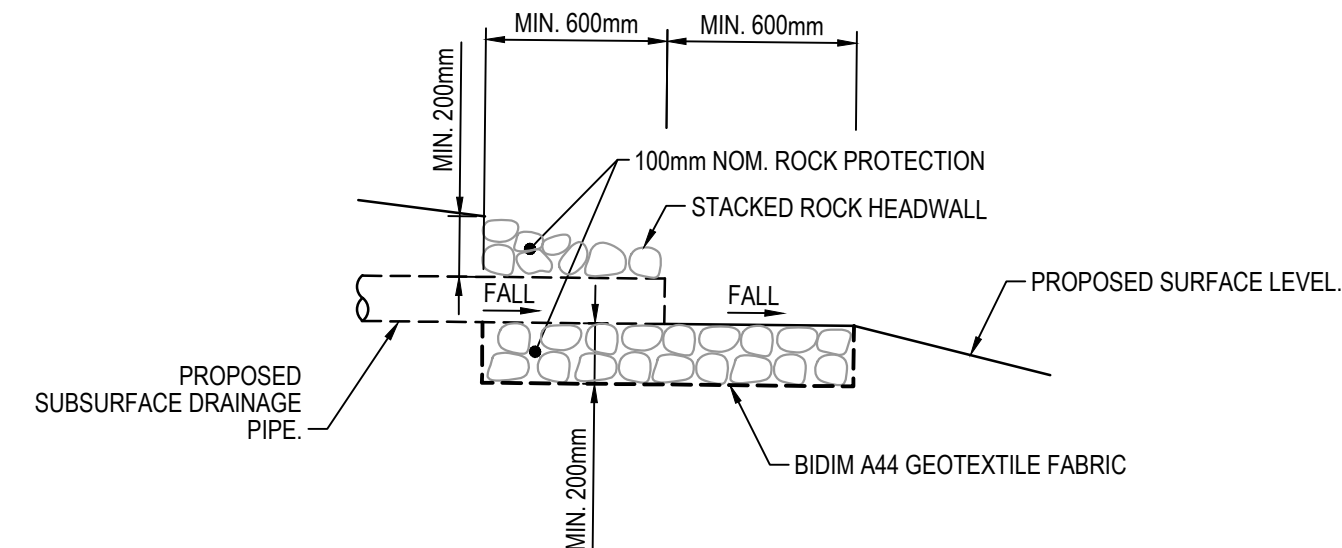 MIN. 600mm
MIN. 600mm
MIN. 200mm
100mm NOM. ROCK PROTECTION
STACKED ROCK HEADWALL
PROPOSED SURFACE LEVEL.
FALL
FALL
PROPOSED
SUBSURFACE DRAINAGE
PIPE.
MIN. 200mm
BIDIM A44 GEOTEXTILE FABRIC